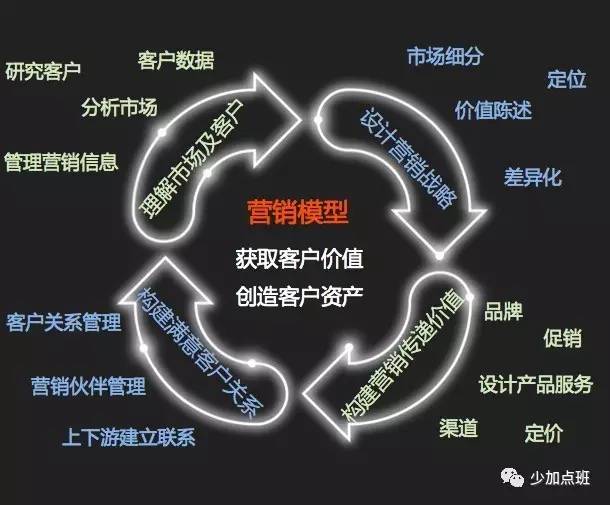 研究客户
客户数据
分析市场
管理营销信息
理解市场及客户
市场细分
定位
价值陈述
差异化
设计营销战略
营销模型
获取客户价值
创造客户资产
客户关系管理
营销伙伴管理
上下游建立联系
构建满意客户关系
构建营销传递价值
品牌
促销
设计产品服务
渠道
定价
少加点班